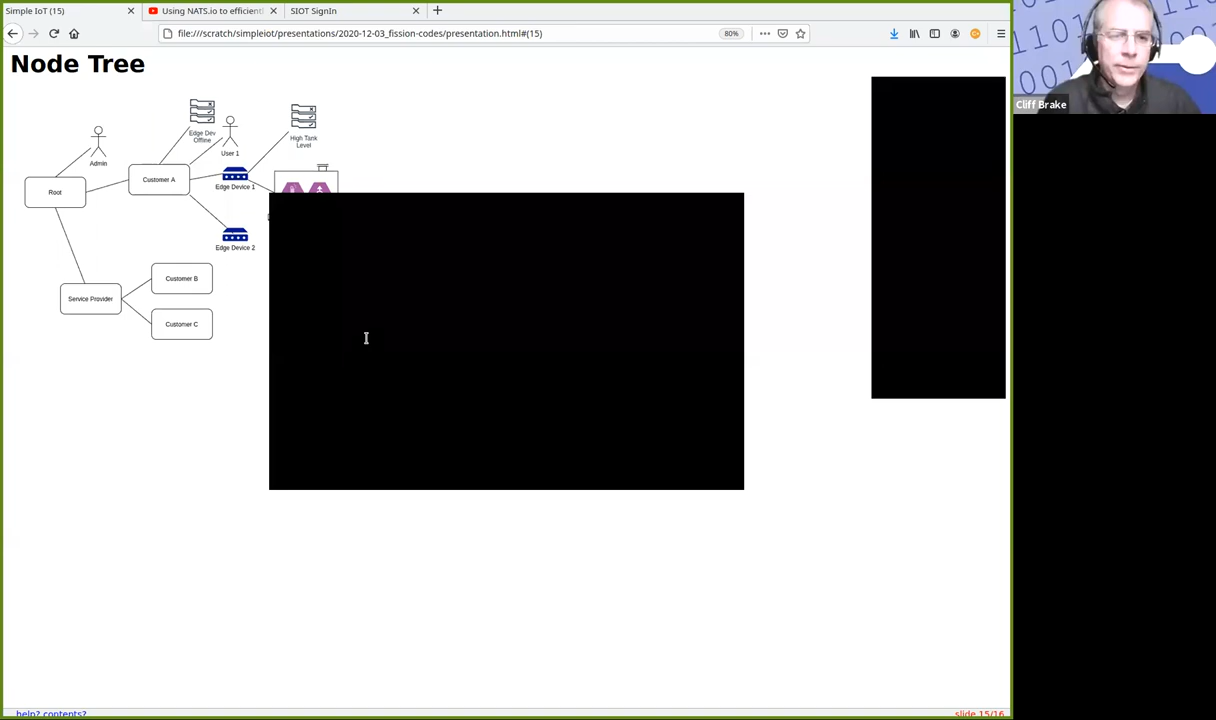 Simple IoT (15)
Using NATS.io to efficientl
SIOT SignIn
file:///scratch/simpleiot/presentations/2020-12-03_fission-codes/presentation.html#(15)
80%
Cliff Brake
Node Tree
Edge Dev
Offline
User 1
High Tank
Level
Admin
Customer A
Root
Edge Device 1
Edge Device 2
Customer B
Service Provider
Customer C
help? contents?
slide 15/16